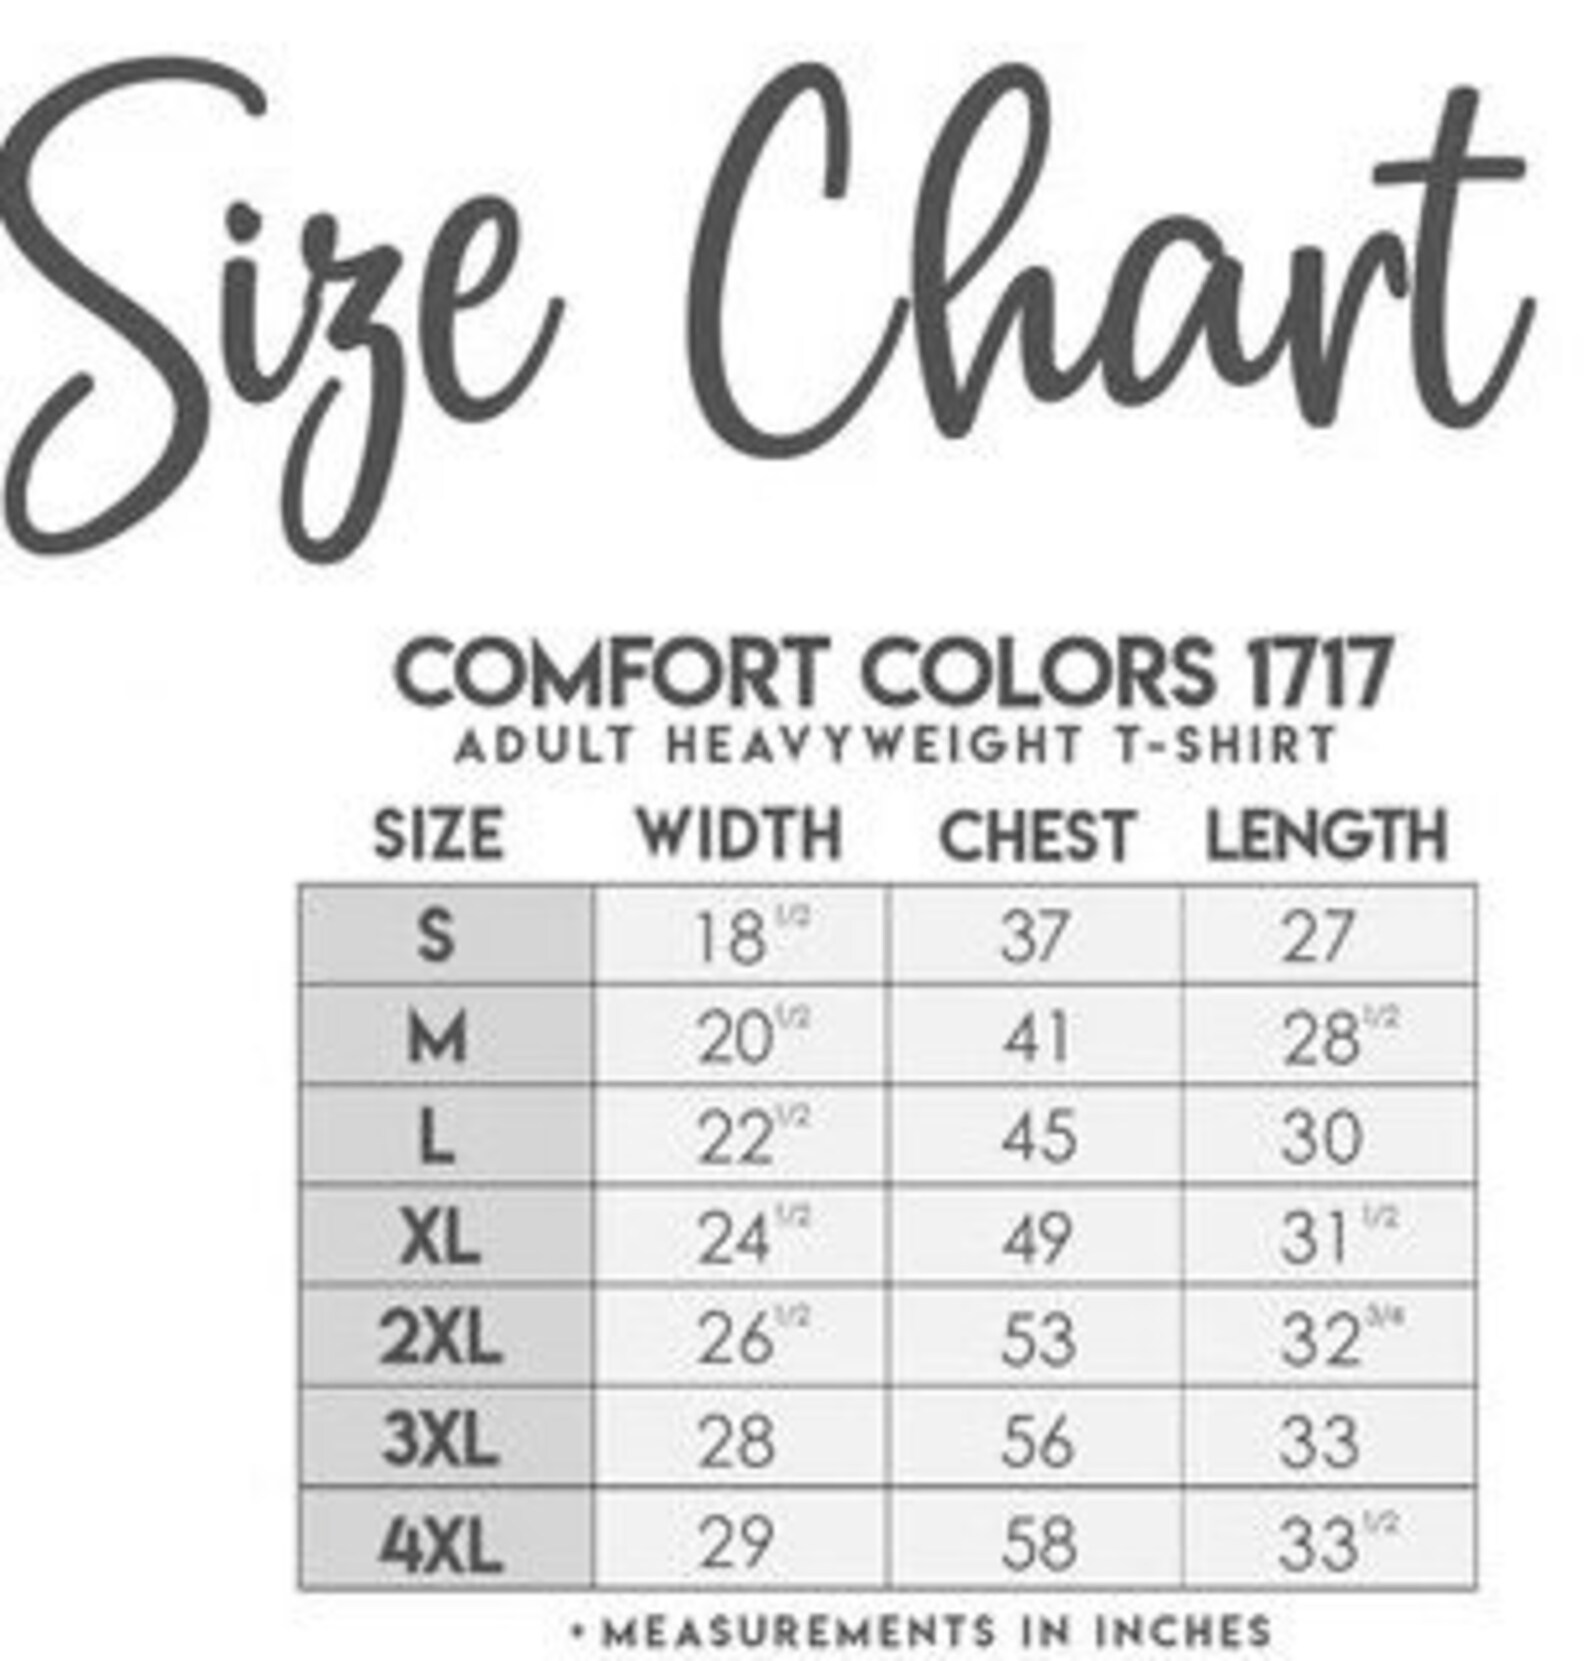 Size Chart
COMFORT COLORS 1717
ADULT HEAVYWEIGHT T-SHIRT
SIZE WIDTH CHEST LENGTH
S 18 1/2 37 27
M 20 1/2 41 28 1/2
L 22 1/2 45 30
XL 24 1/2 49 31 1/2
2XL 26 1/2 53 32 3/4
3XL 28 56 33
4XL 29 58 33 1/2
• MEASUREMENTS IN INCHES